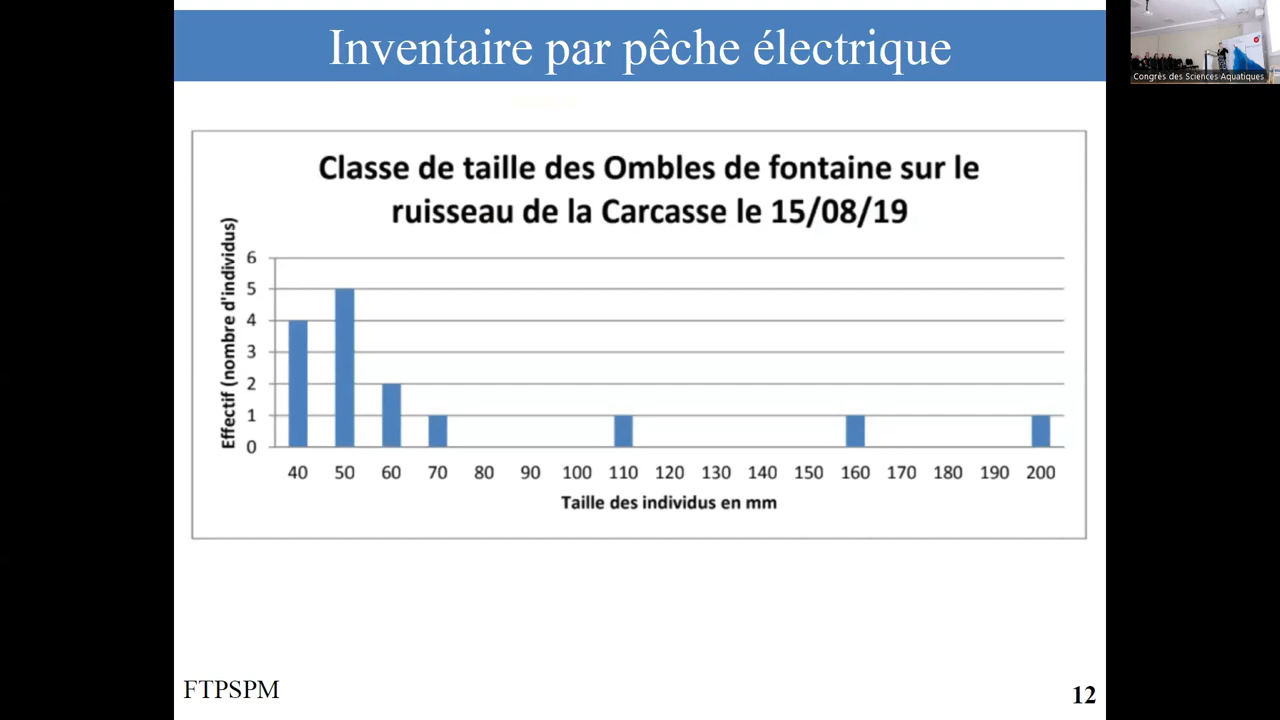 Inventaire par pêche électrique
Congrès des Sciences Aquatiques
Classe de taille des Ombles de fontaine sur le
ruisseau de la Carcasse le 15/08/19
Effectif (nombre d'individus)
6
5
4
3
2
1
0
40 50 60 70 80 90 100 110 120 130 140 150 160 170 180 190 200
Taille des individus en mm
FTPSPM
12